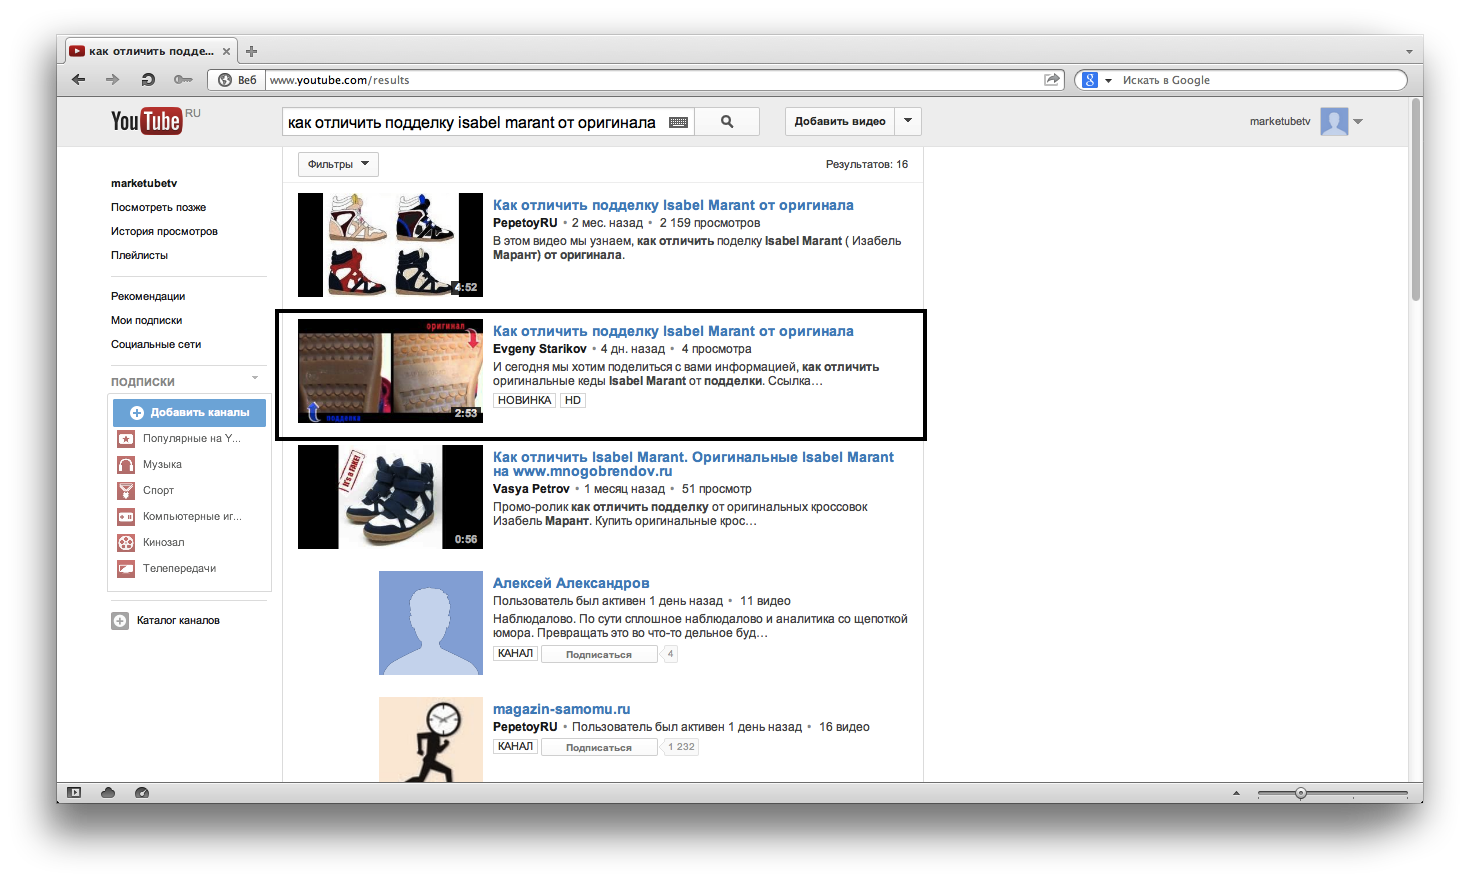 как отличить подде...
Веб
www.youtube.com/results
Искать в Google
YouTube RU
как отличить подделку isabel marant от оригинала
Добавить видео
marketubetv
marketubetv
Посмотреть позже
История просмотров
Плейлисты
Рекомендации
Мои подписки
Социальные сети
ПОДПИСКИ
Добавить каналы
Популярные на Y...
Музыка
Спорт
Компьютерные иг...
Кинозал
Телепередачи
Каталог каналов
Фильтры
Результатов: 16
4:52
Как отличить подделку Isabel Marant от оригинала
PepetoyRU • 2 мес. назад • 2 159 просмотров
В этом видео мы узнаем, как отличить поделку Isabel Marant ( Изабель
Марант) от оригинала.
оригинал
подделка
2:53
Как отличить подделку Isabel Marant от оригинала
Evgeny Starikov • 4 дн. назад • 4 просмотра
И сегодня мы хотим поделиться с вами информацией, как отличить
оригинальные кеды Isabel Marant от подделки. Ссылка...
НОВИНКА HD
It's a FAKE!
0:56
Как отличить Isabel Marant. Оригинальные Isabel Marant
на www.mnogobrendov.ru
Vasya Petrov • 1 месяц назад • 51 просмотр
Промо-ролик как отличить подделку от оригинальных кроссовок
Изабель Марант. Купить оригинальные крос...
Алексей Александров
Пользователь был активен 1 день назад • 11 видео
Наблюдалово. По сути сплошное наблюдалово и аналитика со щепоткой
юмора. Превращать это во что-то дельное буд...
КАНАЛ Подписаться 4
magazin-samomu.ru
PepetoyRU • Пользователь был активен 1 день назад • 16 видео
КАНАЛ Подписаться 1 232